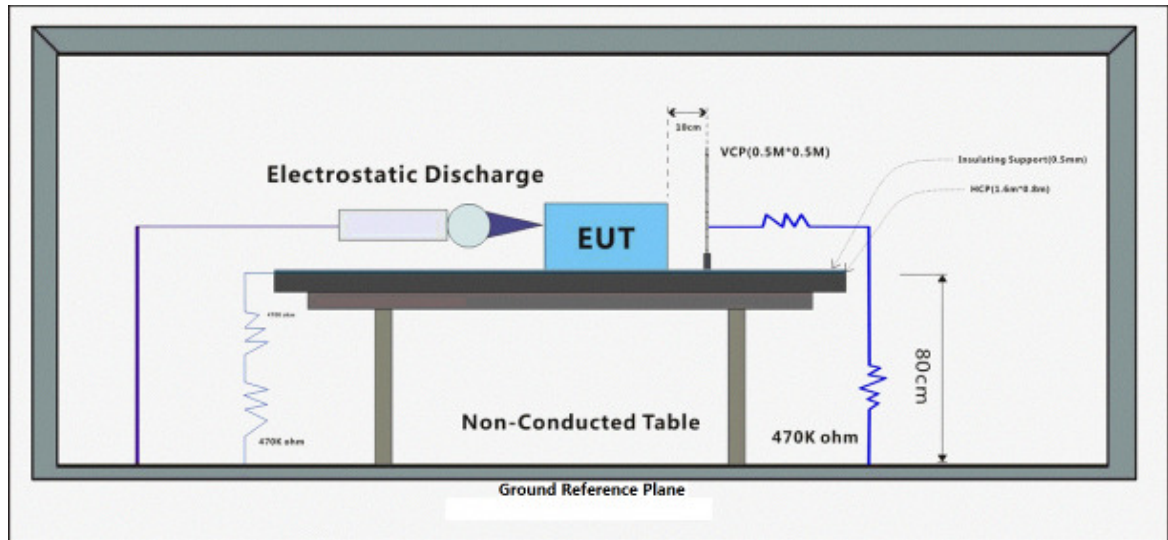 10cm
VCP(0.5M*0.5M)
Insulating Support(0.5mm)
Electrostatic Discharge
HCP(1.6m*0.8m)
EUT
470K ohm
80cm
Non-Conducted Table
470K ohm
470K ohm
Ground Reference Plane